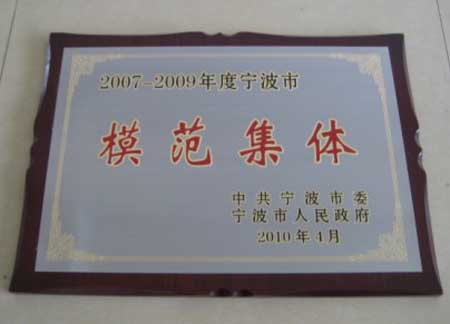 2007-2009年度宁波市
模范集体
中共宁波市委
宁波市人民政府
2010年4月